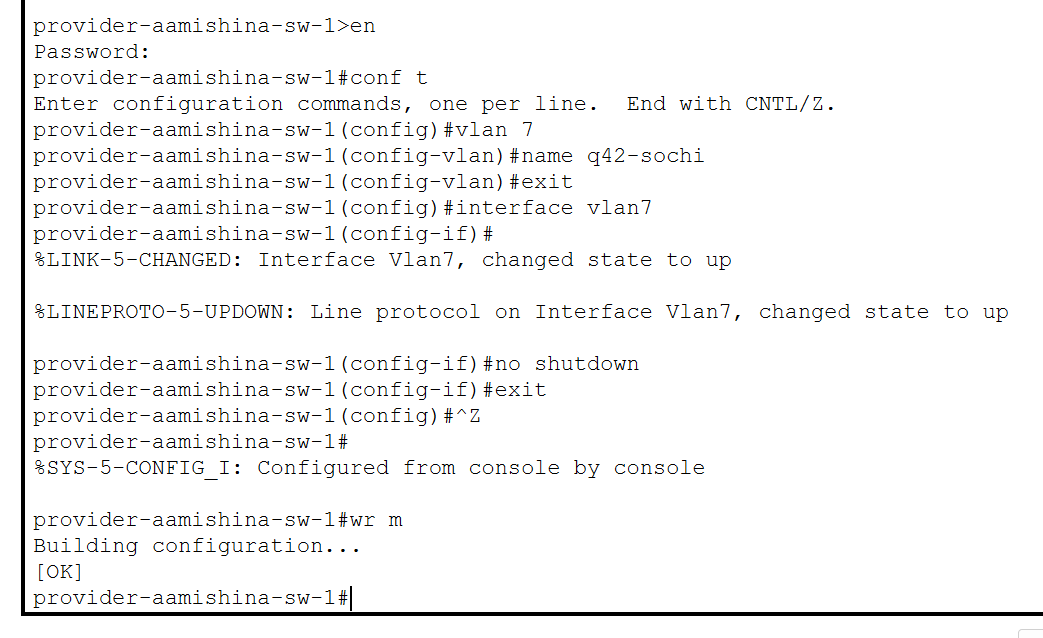 provider-aamishina-sw-1>en
Password:
provider-aamishina-sw-1#conf t
Enter configuration commands, one per line.  End with CNTL/Z.
provider-aamishina-sw-1(config)#vlan 7
provider-aamishina-sw-1(config-vlan)#name q42-sochi
provider-aamishina-sw-1(config-vlan)#exit
provider-aamishina-sw-1(config)#interface vlan7
provider-aamishina-sw-1(config-if)#
%LINK-5-CHANGED: Interface Vlan7, changed state to up
%LINEPROTO-5-UPDOWN: Line protocol on Interface Vlan7, changed state to up
provider-aamishina-sw-1(config-if)#no shutdown
provider-aamishina-sw-1(config-if)#exit
provider-aamishina-sw-1(config)#^Z
provider-aamishina-sw-1#
%SYS-5-CONFIG_I: Configured from console by console
provider-aamishina-sw-1#wr m
Building configuration...
[OK]
provider-aamishina-sw-1#